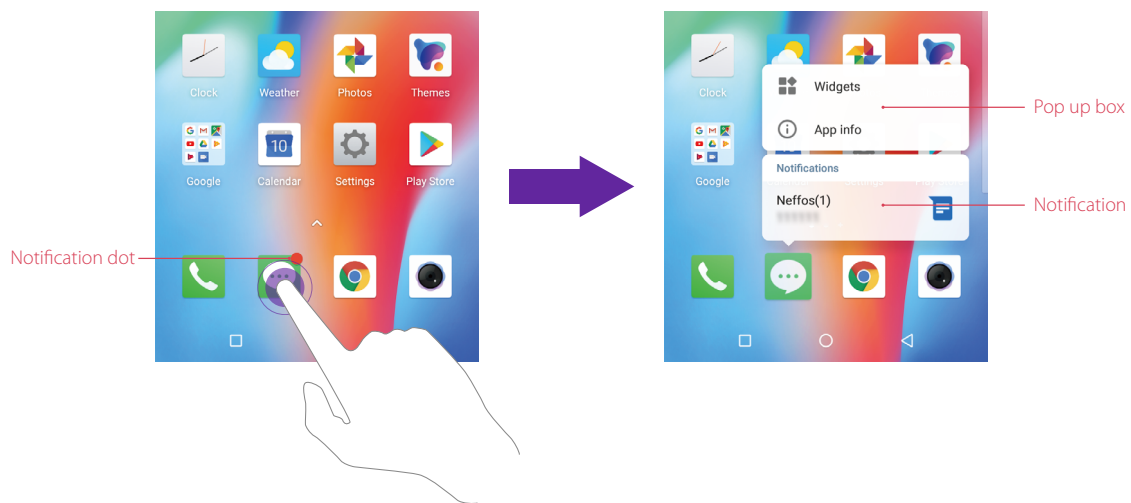 Clock
Weather
Photos
Themes
10
Google
Calendar
Settings
Play Store
Notification dot
Clock
Widgets
App info
Pop up box
Google
Notifications
Neffos(1)
Notification